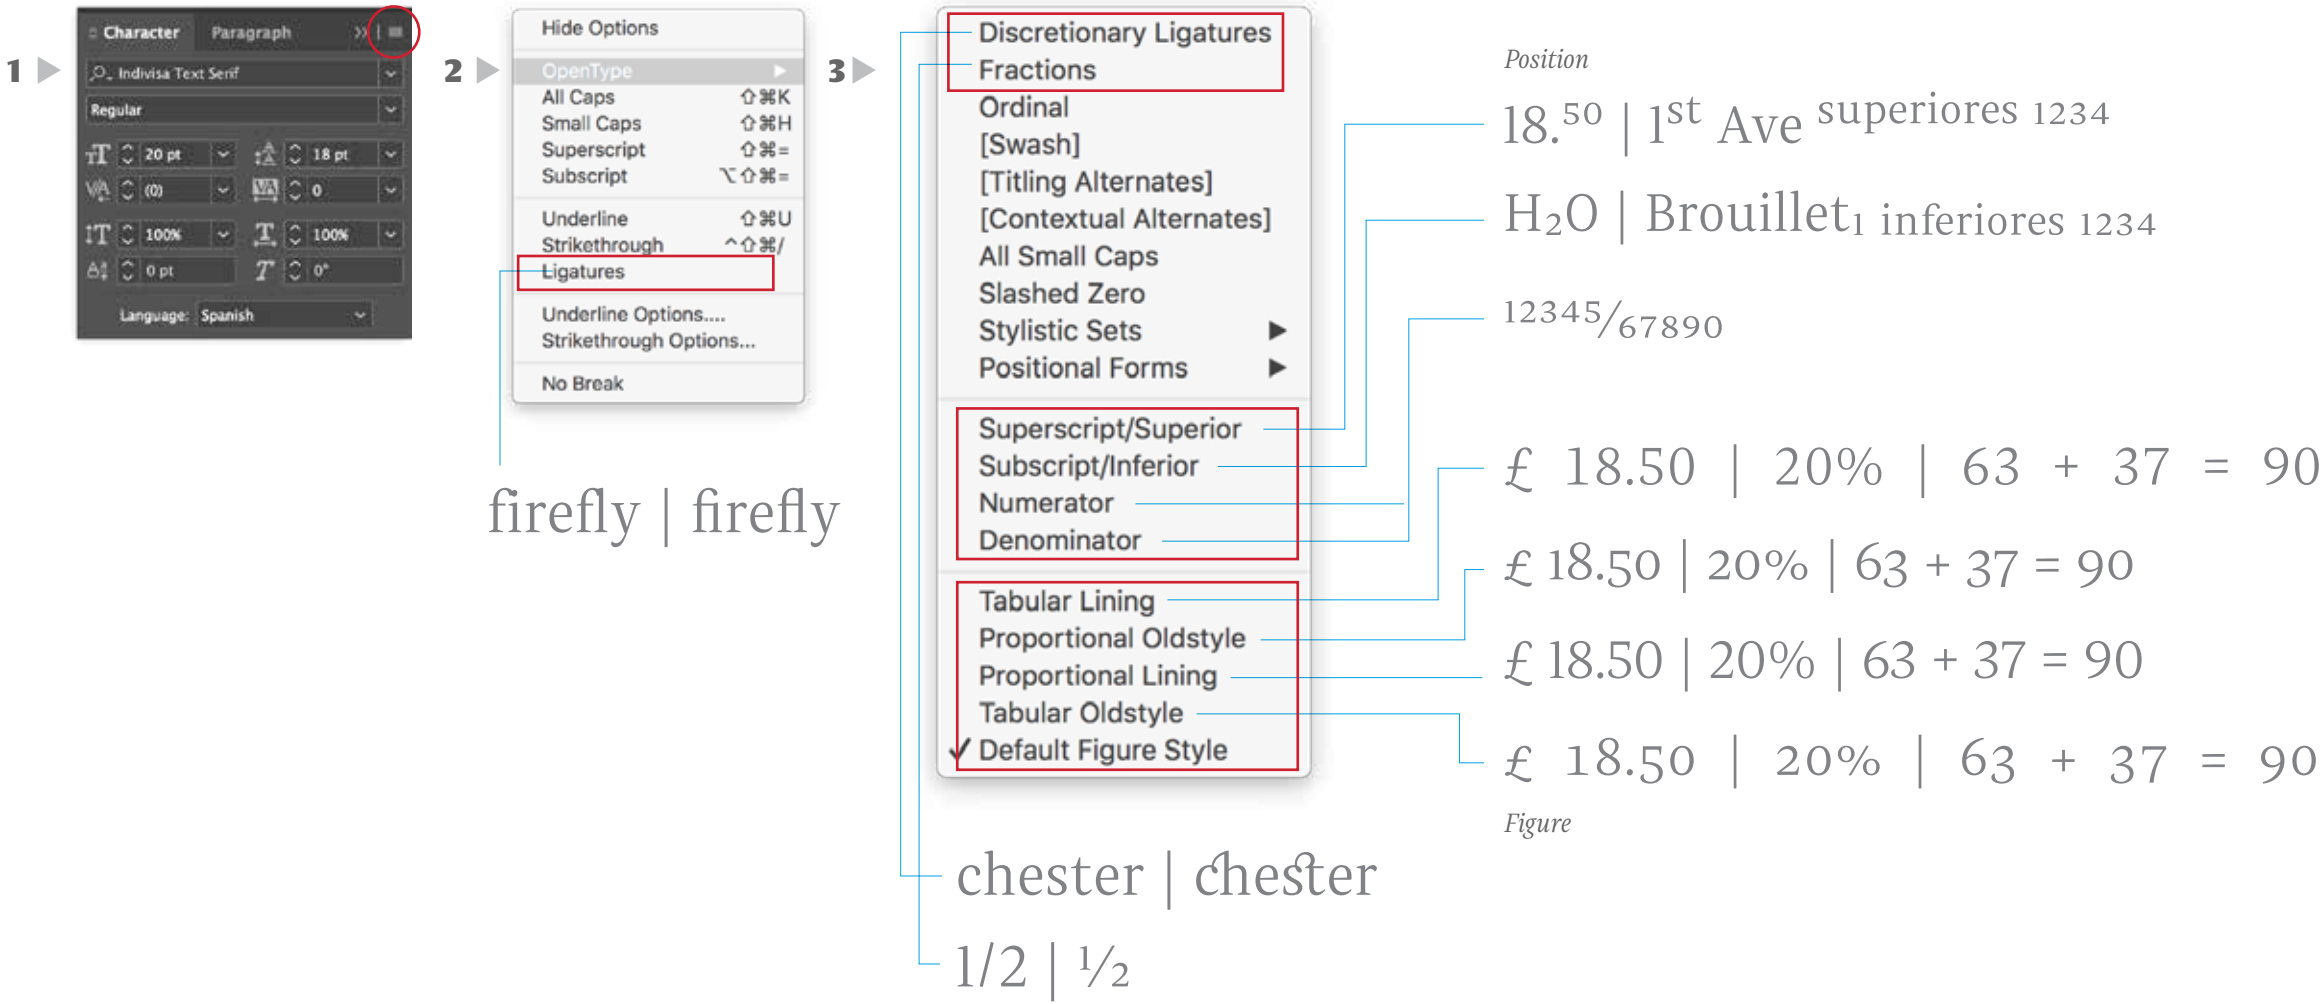 1
Character Paragraph
Indivisa Text Serif
Regular
20 pt 18 pt
(0) 0
100% 100%
0 pt 0°
Language: Spanish
2
Hide Options
OpenType
All Caps ⇧⌘K
Small Caps ⇧⌘H
Superscript ⇧⌘=
Subscript ⌥⇧⌘=
Underline ⇧⌘U
Strikethrough ^⇧⌘/
Ligatures
Underline Options....
Strikethrough Options...
No Break
firefly | firefly
3
Discretionary Ligatures
Fractions
Ordinal
[Swash]
[Titling Alternates]
[Contextual Alternates]
All Small Caps
Slashed Zero
Stylistic Sets
Positional Forms
Superscript/Superior
Subscript/Inferior
Numerator
Denominator
Tabular Lining
Proportional Oldstyle
Proportional Lining
Tabular Oldstyle
✓ Default Figure Style
chester | chester
1/2 | ½
Position
18.⁵⁰ | 1ˢᵗ Ave superiores 1234
H₂O | Brouillet₁ inferiores 1234
12345/67890
£ 18.50 | 20% | 63 + 37 = 90
£ 18.50 | 20% | 63 + 37 = 90
£ 18.50 | 20% | 63 + 37 = 90
£ 18.50 | 20% | 63 + 37 = 90
Figure